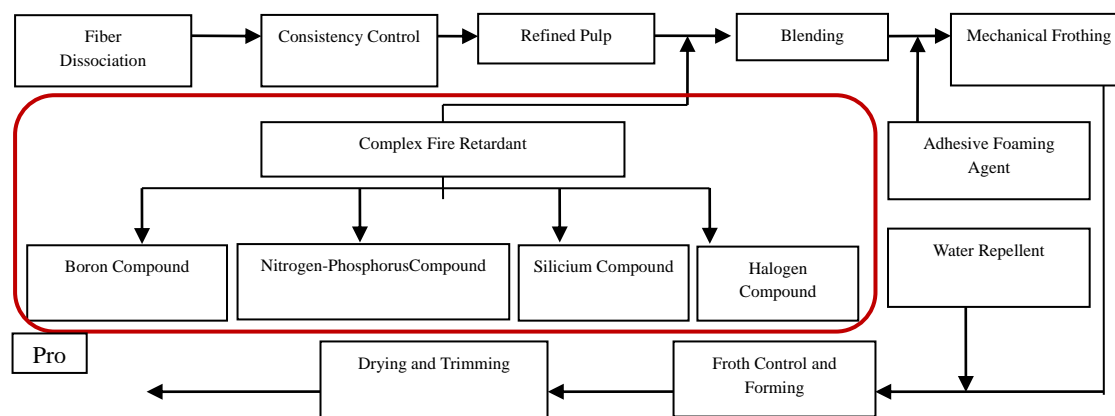 Fiber
Dissociation
Consistency Control
Refined Pulp
Blending
Mechanical Frothing
Complex Fire Retardant
Adhesive Foaming
Agent
Boron Compound
Nitrogen-PhosphorusCompound
Silicium Compound
Halogen
Compound
Water Repellent
Pro
Drying and Trimming
Froth Control and
Forming